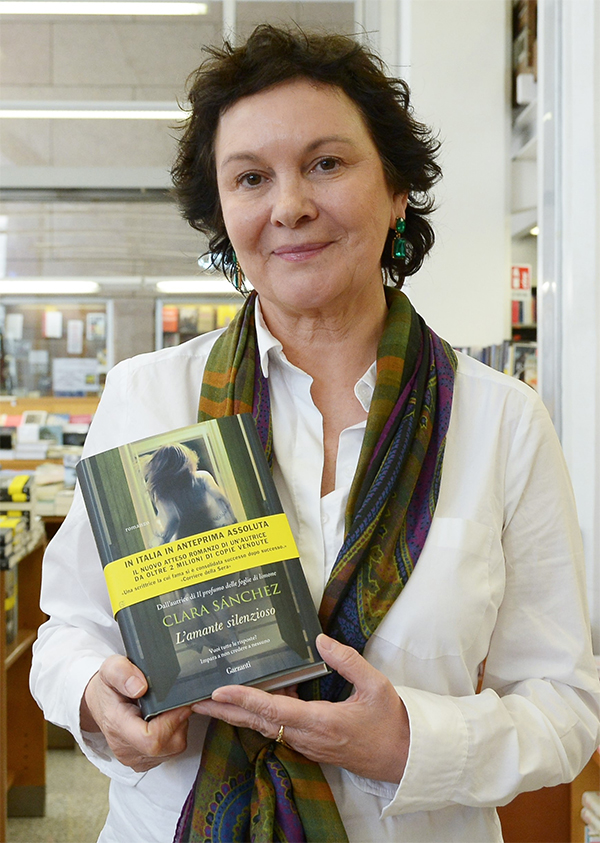 romanzo
IN ITALIA IN ANTEPRIMA ASSOLUTA
IL NUOVO ATTESO ROMANZO DI UN'AUTRICE
DA OLTRE 2 MILIONI DI COPIE VENDUTE
«Una scrittrice la cui fama si è consolidata successo dopo successo.»
«Corriere della Sera»
Dall'autrice di Il profumo delle foglie di limone
CLARA SÁNCHEZ
L'amante silenzioso
Vuoi tutte le risposte?
Impara a non credere a nessuno
Garzanti